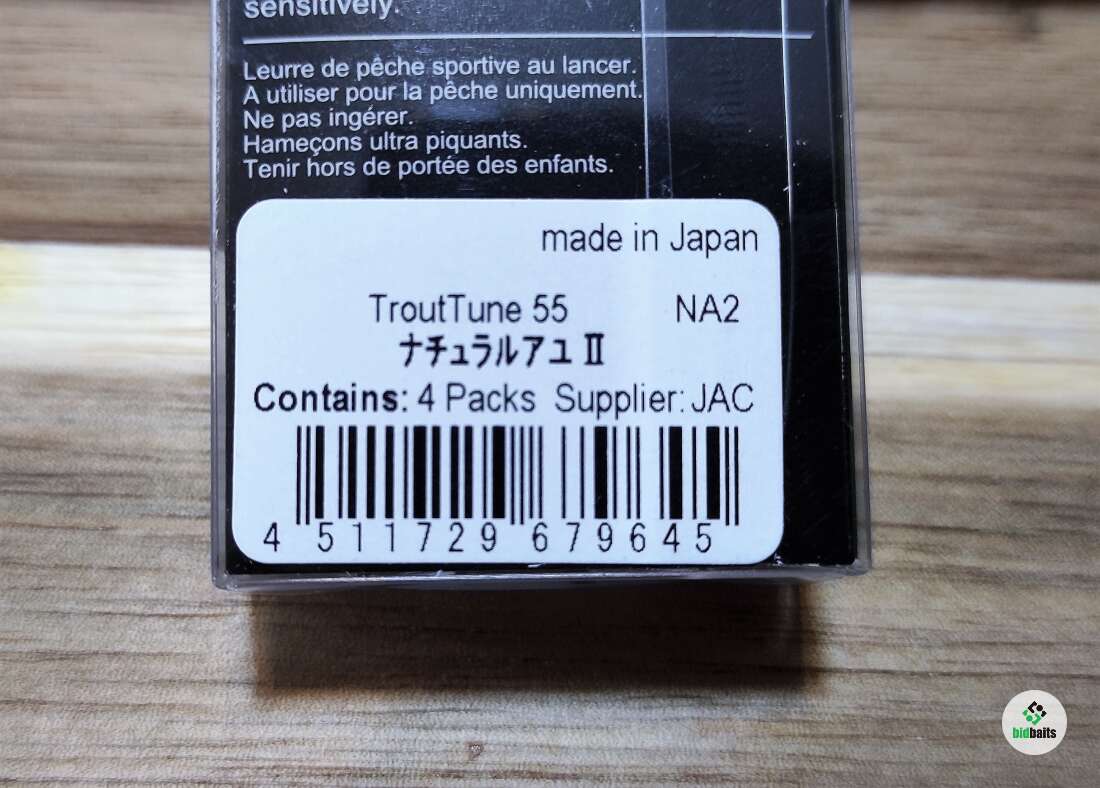 sensitively.
Leurre de pêche sportive au lancer.
A utiliser pour la pêche uniquement.
Ne pas ingérer.
Hameçons ultra piquants.
Tenir hors de portée des enfants.
made in Japan
TroutTune 55 NA2
ナチュラルアユⅡ
Contains: 4 Packs Supplier: JAC
4 511729 679645
bidbaits